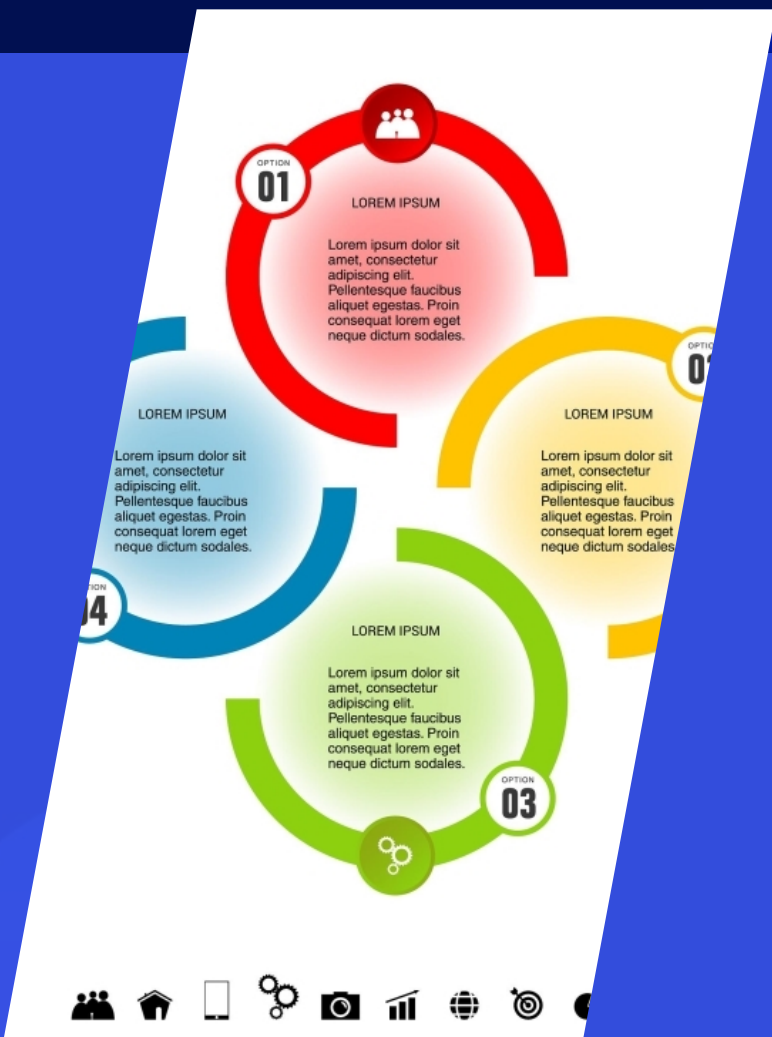 OPTION
01
LOREM IPSUM
Lorem ipsum dolor sit
amet, consectetur
adipiscing elit.
Pellentesque faucibus
aliquet egestas. Proin
consequat lorem eget
neque dictum sodales.
LOREM IPSUM
Lorem ipsum dolor sit
amet, consectetur
adipiscing elit.
Pellentesque faucibus
aliquet egestas. Proin
consequat lorem eget
neque dictum sodales
LOREM IPSUM
Lorem ipsum dolor sit
amet, consectetur
adipiscing elit.
Pellentesque faucibus
aliquet egestas. Proin
consequat lorem eget
neque dictum sodales.
OPTION
03
LOREM IPSUM
Lorem ipsum dolor sit
amet, consectetur
adipiscing elit.
Pellentesque faucibus
aliquet egestas. Proin
consequat lorem eget
neque dictum sodales.